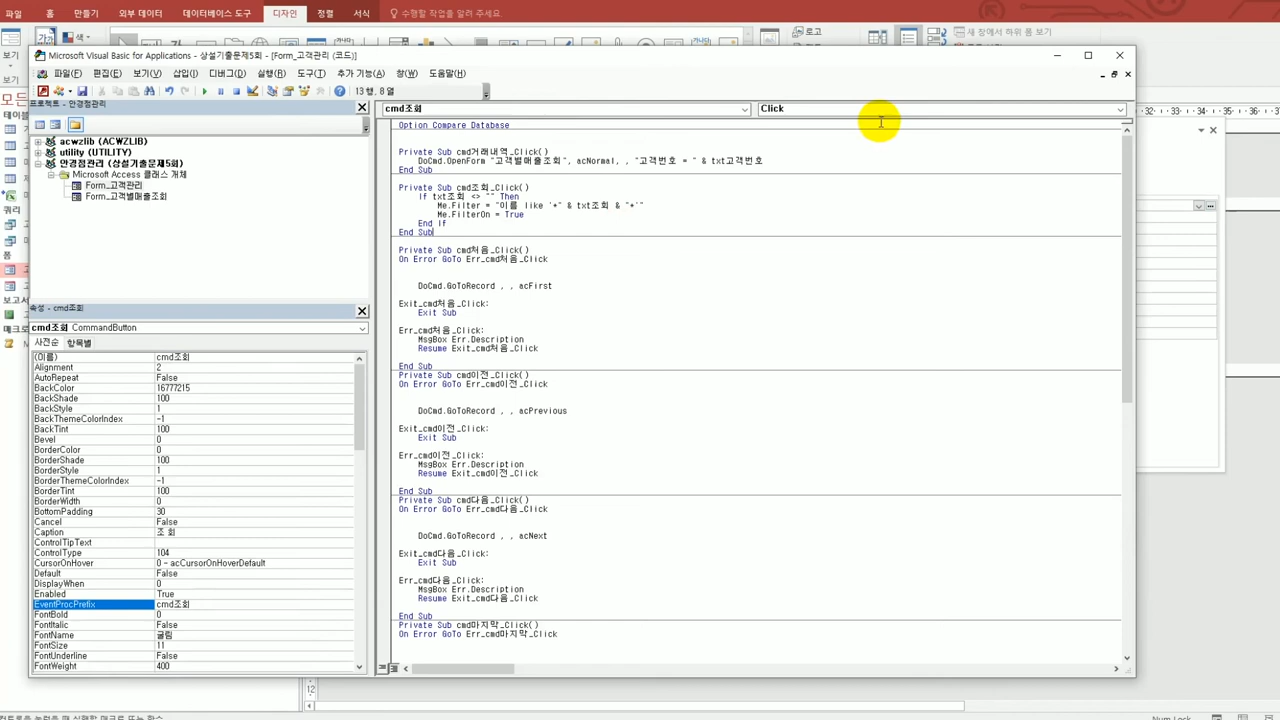 파일 홈 만들기 외부 데이터 데이터베이스 도구 디자인 정렬 서식 수행할 작업을 알려 주세요.
가가 색 로고 새 창에서 하위 폼 보기
보기
보기
모든
테이블
쿼리
폼
보고서
매크로
Microsoft Visual Basic for Applications - 상설기출문제5회 - [Form_고객관리 (코드)]
파일(F) 편집(E) 보기(V) 삽입(I) 디버그(D) 실행(R) 도구(T) 추가 기능(A) 창(W) 도움말(H)
13 행, 8 열
프로젝트 - 안경점관리
acwzlib (ACWZLIB)
utility (UTILITY)
안경점관리 (상설기출문제5회)
Microsoft Access 클래스 개체
Form_고객관리
Form_고객별매출조회
속성 - cmd조회
cmd조회 CommandButton
사전순 항목별
(이름) cmd조회
Alignment 2
AutoRepeat False
BackColor 16777215
BackShade 100
BackStyle 1
BackThemeColorIndex -1
BackTint 100
Bevel 0
BorderColor 0
BorderShade 100
BorderStyle 1
BorderThemeColorIndex -1
BorderTint 100
BorderWidth 0
BottomPadding 30
Cancel False
Caption 조 회
ControlTipText
ControlType 104
CursorOnHover 0 - acCursorOnHoverDefault
Default False
DisplayWhen 0
Enabled True
EventProcPrefix cmd조회
FontBold 0
FontItalic False
FontName 굴림
FontSize 11
FontUnderline False
FontWeight 400
cmd조회 Click
Option Compare Database
Private Sub cmd거래내역_Click()
DoCmd.OpenForm "고객별매출조회", acNormal, , "고객번호 = " & txt고객번호
End Sub
Private Sub cmd조회_Click()
If txt조회 <> "" Then
Me.Filter = "이름 like '*" & txt조회 & "*'"
Me.FilterOn = True
End If
End Sub
Private Sub cmd처음_Click()
On Error GoTo Err_cmd처음_Click
DoCmd.GoToRecord , , acFirst
Exit_cmd처음_Click:
Exit Sub
Err_cmd처음_Click:
MsgBox Err.Description
Resume Exit_cmd처음_Click
End Sub
Private Sub cmd이전_Click()
On Error GoTo Err_cmd이전_Click
DoCmd.GoToRecord , , acPrevious
Exit_cmd이전_Click:
Exit Sub
Err_cmd이전_Click:
MsgBox Err.Description
Resume Exit_cmd이전_Click
End Sub
Private Sub cmd다음_Click()
On Error GoTo Err_cmd다음_Click
DoCmd.GoToRecord , , acNext
Exit_cmd다음_Click:
Exit Sub
Err_cmd다음_Click:
MsgBox Err.Description
Resume Exit_cmd다음_Click
End Sub
Private Sub cmd마지막_Click()
On Error GoTo Err_cmd마지막_Click
32 33 34 35 36 37 38 39
12
Num Lock